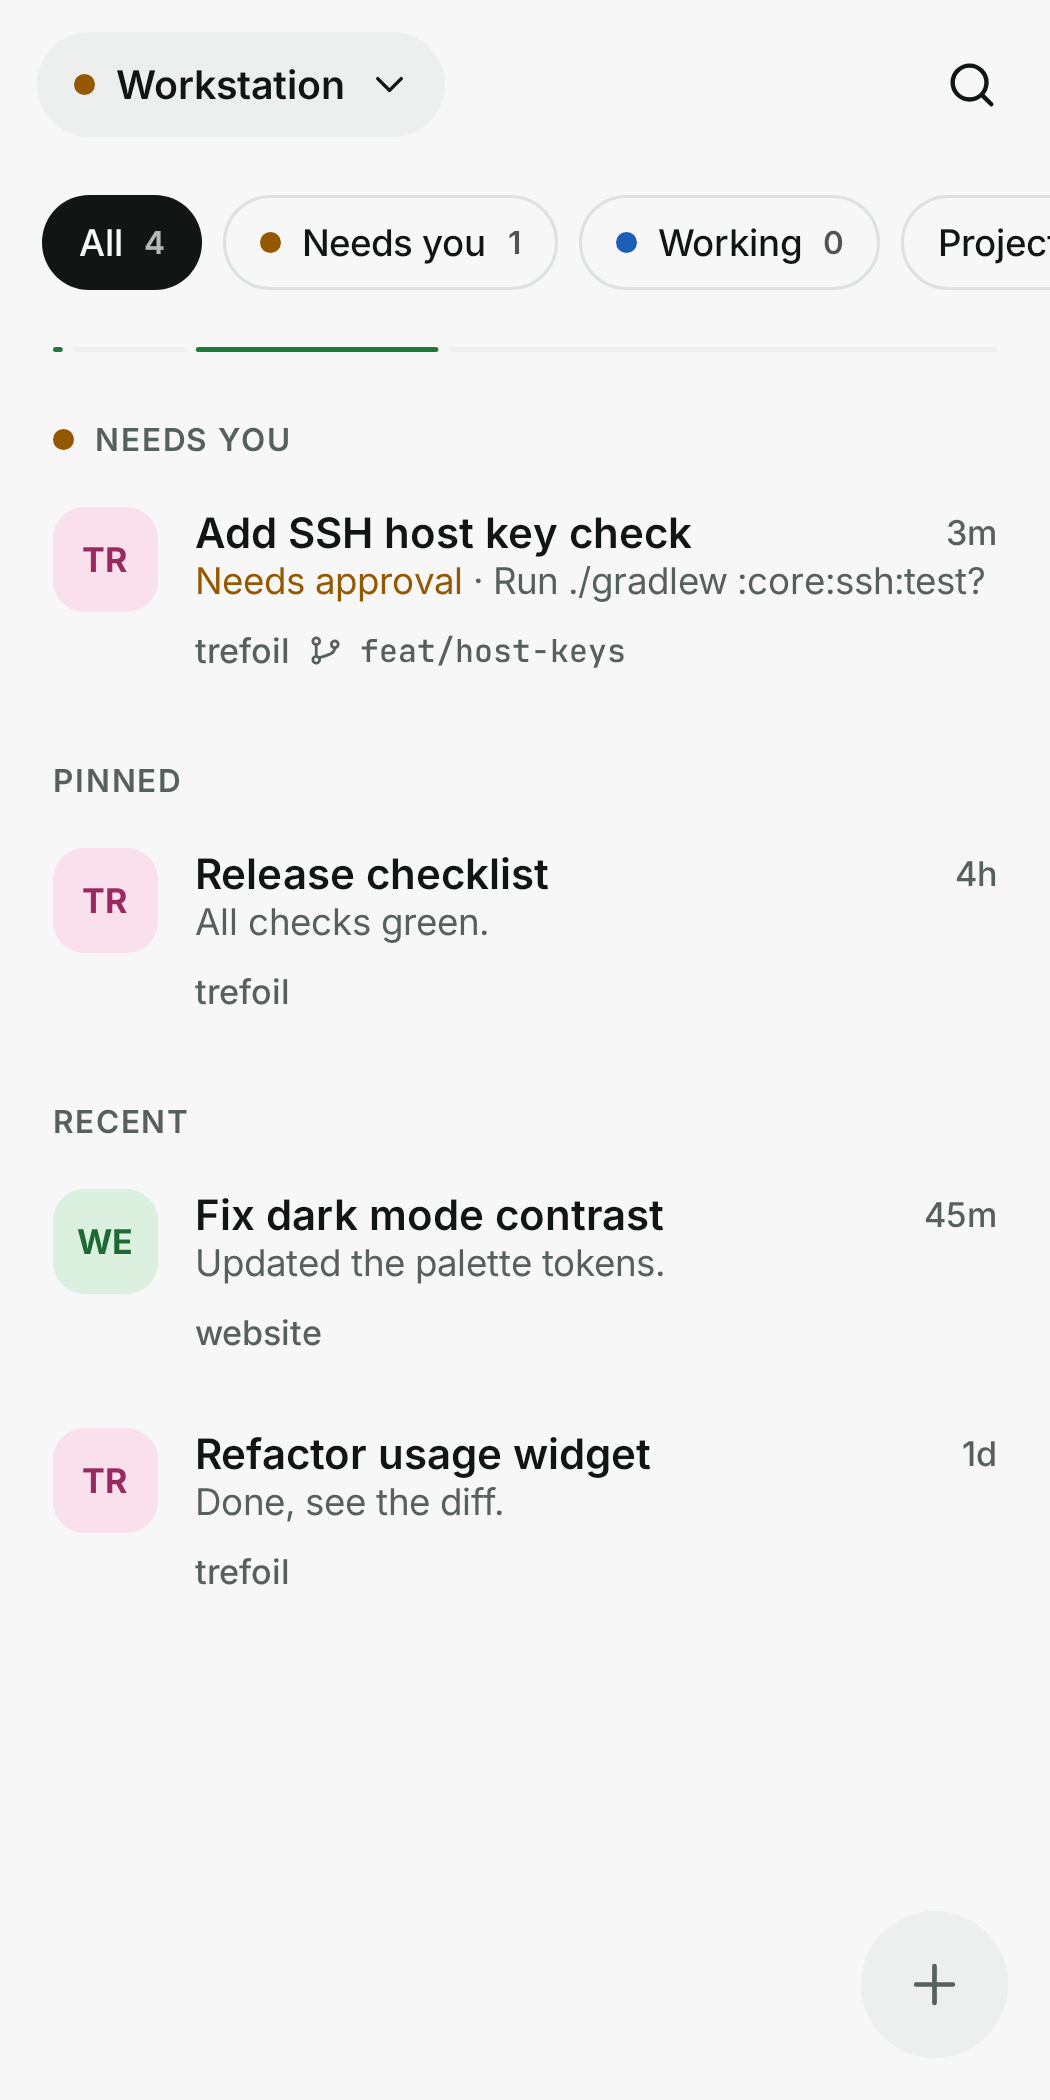 Workstation
All 4
Needs you 1
Working 0
Project
NEEDS YOU
TR
Add SSH host key check
3m
Needs approval · Run ./gradlew :core:ssh:test?
trefoil feat/host-keys
PINNED
TR
Release checklist
4h
All checks green.
trefoil
RECENT
WE
Fix dark mode contrast
45m
Updated the palette tokens.
website
TR
Refactor usage widget
1d
Done, see the diff.
trefoil